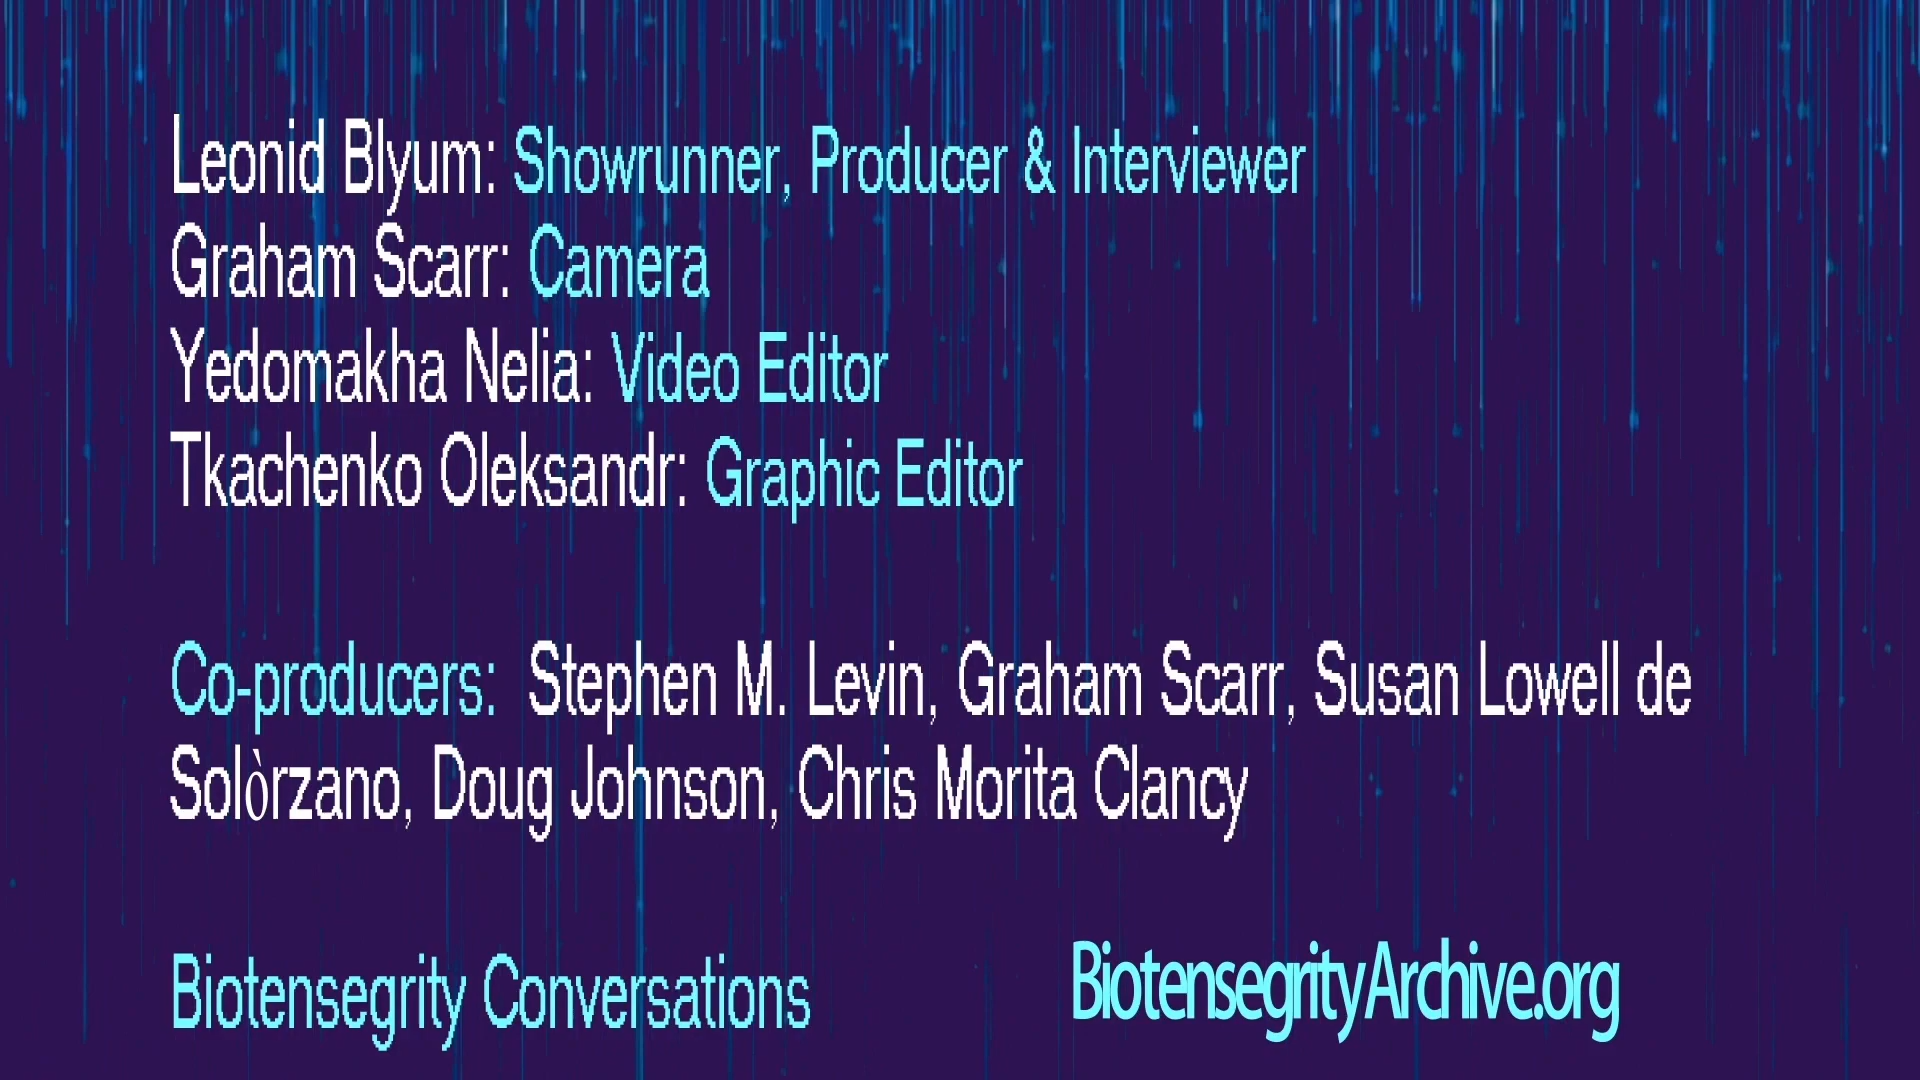 Leonid Blyum: Showrunner, Producer & Interviewer
Graham Scarr: Camera
Yedomakha Nelia: Video Editor
Tkachenko Oleksandr: Graphic Editor
Co-producers: Stephen M. Levin, Graham Scarr, Susan Lowell de
Solòrzano, Doug Johnson, Chris Morita Clancy
Biotensegrity Conversations
BiotensegrityArchive.org